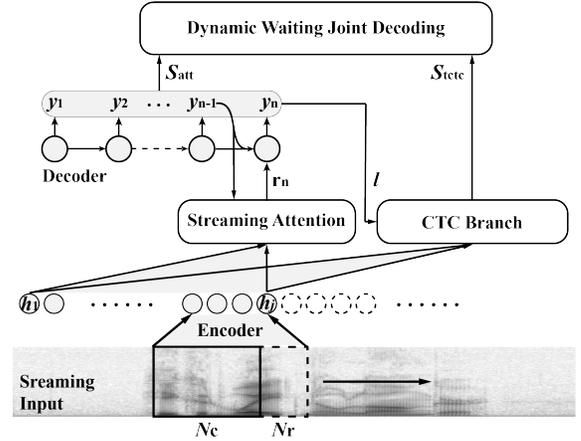 Dynamic Waiting Joint Decoding
Satt
Stctc
y1 y2 ... yn-1 yn
Decoder
rn
l
Streaming Attention
CTC Branch
h1 ...... hj ......
Encoder
Sreaming
Input
Nc Nr